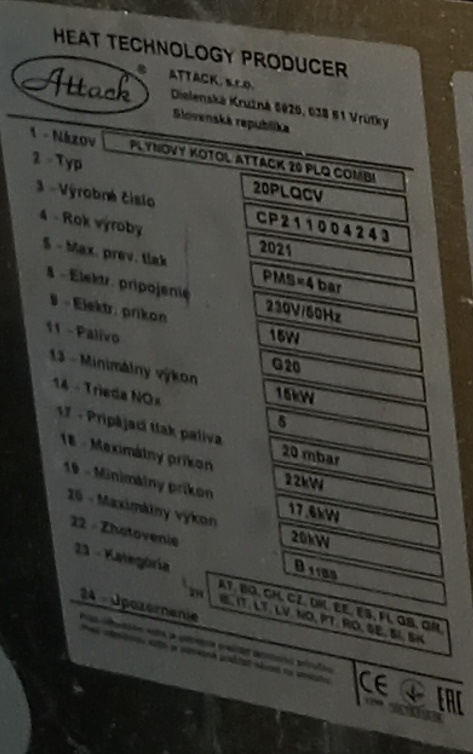 HEAT TECHNOLOGY PRODUCER
Attack ®
ATTACK, s.r.o.
Dielenská Kružná 5020, 038 61 Vrútky
Slovenská republika
1 - Názov PLYNOVÝ KOTOL ATTACK 20 PLQ COMBI
2 - Typ 20PLQCV
3 - Výrobné číslo CP211004243
4 - Rok výroby 2021
5 - Max. prev. tlak PMS=4 bar
8 - Elektr. pripojenie 230V/50Hz
9 - Elektr. príkon 15W
11 - Palivo G20
13 - Minimálny výkon 15kW
14 - Trieda NOx 5
17 - Pripájací tlak paliva 20 mbar
18 - Maximálny príkon 22kW
19 - Minimálny príkon 17,6kW
20 - Maximálny výkon 20kW
22 - Zhotovenie B 11BS
23 - Kategória I 2H AT, BG, CH, CZ, DK, EE, ES, FI, GB, GR,
IE, IT, LT, LV, NO, PT, RO, SE, SI, SK
24 - Upozornenie
CE EAC